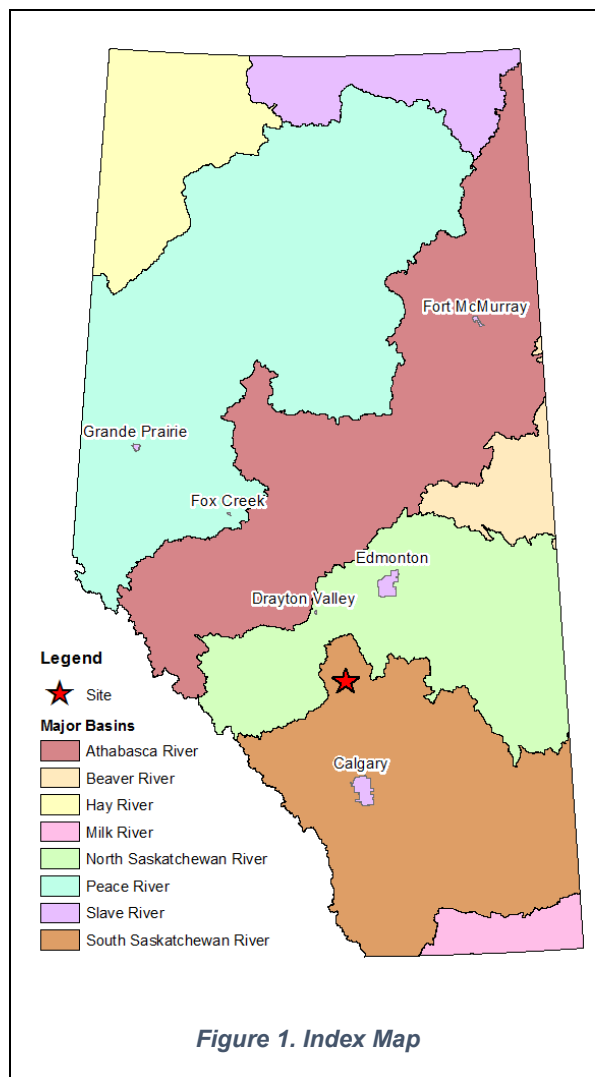 Fort McMurray
Grande Prairie
Fox Creek
Edmonton
Drayton Valley
Legend
Site
Major Basins
Athabasca River
Beaver River
Hay River
Milk River
North Saskatchewan River
Peace River
Slave River
South Saskatchewan River
Calgary
Figure 1. Index Map